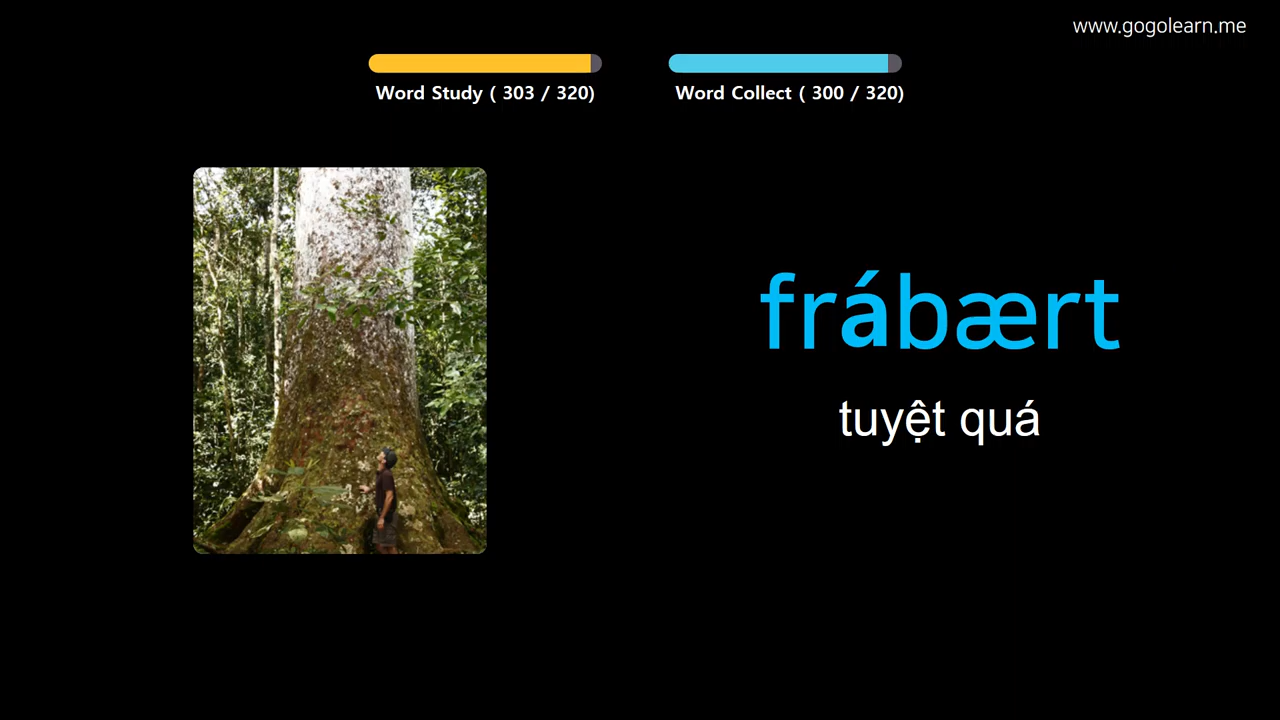 www.gogolearn.me
Word Study ( 303 / 320)
Word Collect ( 300 / 320)
frábært
tuyệt quá